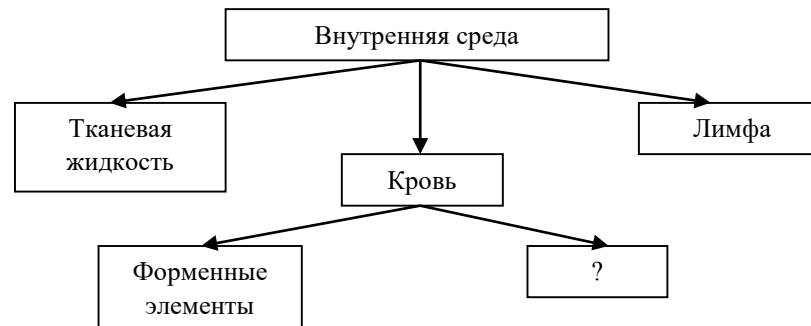 Внутренняя среда
Тканевая
жидкость
Лимфа
Кровь
Форменные
элементы
?